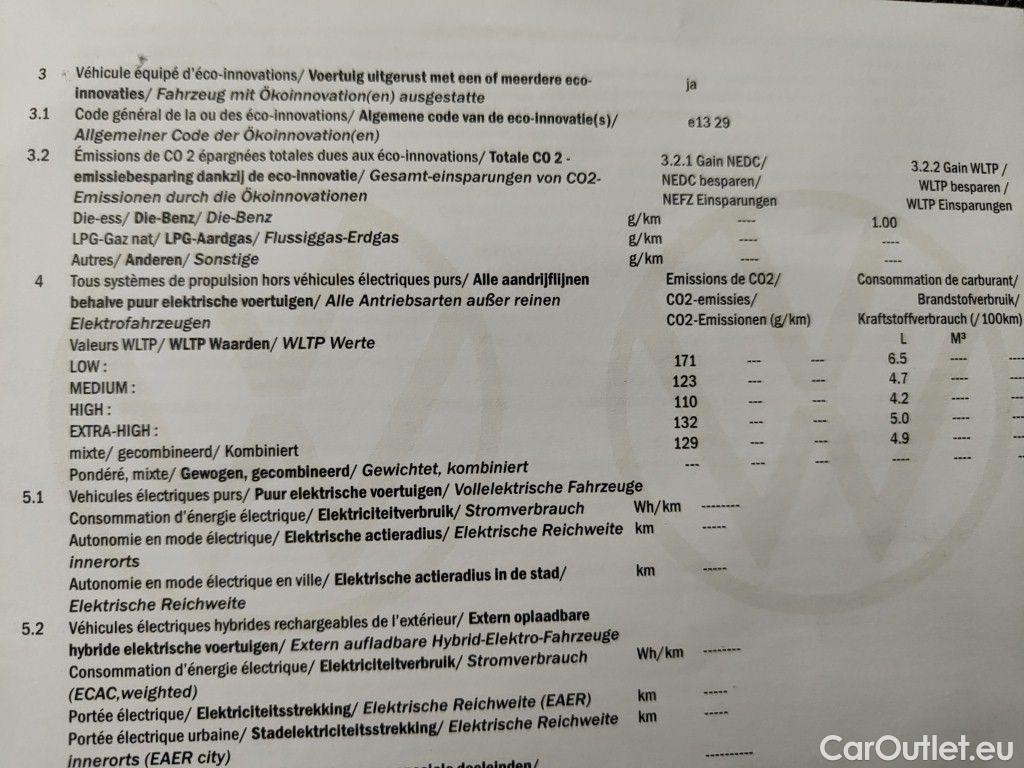 3 Véhicule équipé d'éco-innovations/ Voertuig uitgerust met een of meerdere eco-
innovaties/ Fahrzeug mit Ökoinnovation(en) ausgestatte ja
3.1 Code général de la ou des éco-innovations/ Algemene code van de eco-innovatie(s)/
Allgemeiner Code der Ökoinnovation(en) e13 29
3.2 Émissions de CO 2 épargnées totales dues aux éco-innovations/ Totale CO 2 - 3.2.1 Gain NEDC/ 3.2.2 Gain WLTP /
emissiebesparing dankzij de eco-innovatie/ Gesamt-einsparungen von CO2- NEDC besparen/ WLTP besparen /
Emissionen durch die Ökoinnovationen NEFZ Einsparungen WLTP Einsparungen
Die-ess/ Die-Benz/ Die-Benz g/km ---- 1.00
LPG-Gaz nat/ LPG-Aardgas/ Flussiggas-Erdgas g/km ---- ----
Autres/ Anderen/ Sonstige g/km ---- ----
4 Tous systèmes de propulsion hors véhicules électriques purs/ Alle aandrijflijnen Emissions de CO2/ Consommation de carburant/
behalve puur elektrische voertuigen/ Alle Antriebsarten außer reinen CO2-emissies/ Brandstofverbruik/
Elektrofahrzeugen CO2-Emissionen (g/km) Kraftstoffverbrauch (/100km)
Valeurs WLTP/ WLTP Waarden/ WLTP Werte L M³
LOW : 171 --- --- 6.5 ---- ----
MEDIUM : 123 --- --- 4.7 ---- ----
HIGH : 110 --- --- 4.2 ---- ----
EXTRA-HIGH : 132 --- --- 5.0 ---- ----
mixte/ gecombineerd/ Kombiniert 129 --- --- 4.9 ---- ----
Pondéré, mixte/ Gewogen, gecombineerd/ Gewichtet, kombiniert --- --- --- ---- ---- ----
5.1 Vehicules électriques purs/ Puur elektrische voertuigen/ Vollelektrische Fahrzeuge
Consommation d'énergie électrique/ Elektriciteitverbruik/ Stromverbrauch Wh/km --------
Autonomie en mode électrique/ Elektrische actieradius/ Elektrische Reichweite km -----
innerorts
Autonomie en mode électrique en ville/ Elektrische actieradius in de stad/ km -----
Elektrische Reichweite
5.2 Véhicules électriques hybrides rechargeables de l'extérieur/ Extern oplaadbare
hybride elektrische voertuigen/ Extern aufladbare Hybrid-Elektro-Fahrzeuge
Consommation d'énergie électrique/ Elektriciteitverbruik/ Stromverbrauch Wh/km --------
(ECAC,weighted)
Portée électrique/ Elektriciteitsstrekking/ Elektrische Reichweite (EAER) km -----
Portée électrique urbaine/ Stadelektriciteitsstrekking/ Elektrische Reichweite km -----
innerorts (EAER city) ----------
CarOutlet.eu